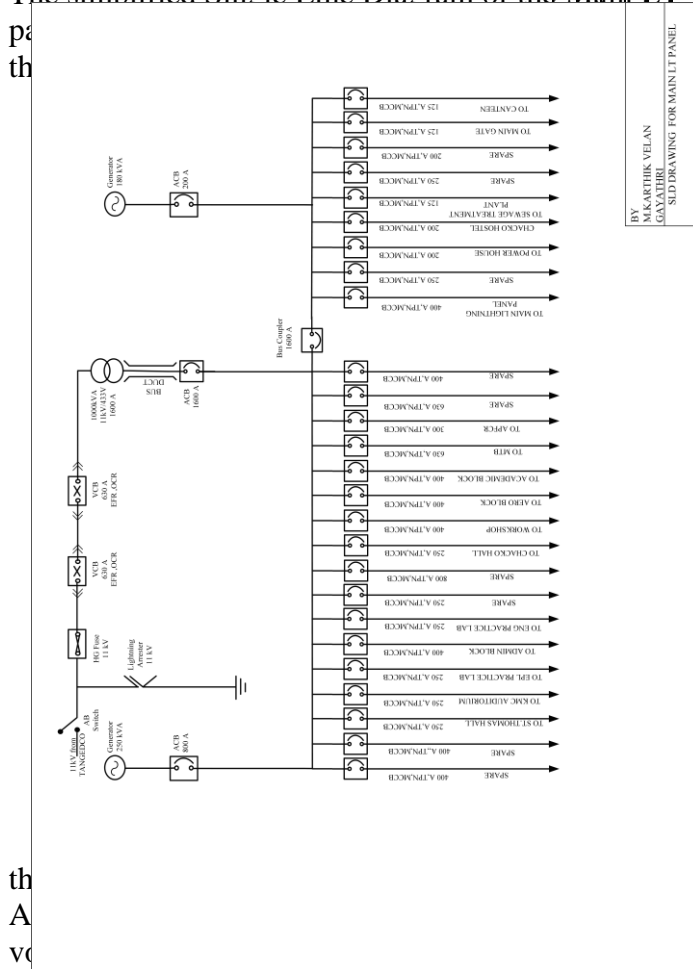 pa
th
Generator
180 kVA
ACB
200 A
125 A,TPN,MCCB TO CANTEEN
125 A,TPN,MCCB TO MAIN GATE
200 A,TPN,MCCB SPARE
250 A,TPN,MCCB SPARE
125 A,TPN,MCCB TO SEWAGE TREATMENT
PLANT
200 A,TPN,MCCB CHACKO HOSTEL
200 A,TPN,MCCB TO POWER HOUSE
250 A,TPN,MCCB SPARE
400 A,TPN,MCCB TO MAIN LIGHTNING
PANEL
Bus Coupler
1600 A
1000kVA
11kV/433V
1600 A
BUS
DUCT
ACB
1600 A
VCB
630 A
EFR ,OCR
VCB
630 A
EFR ,OCR
HG Fuse
11 kV
Lightning
Arrester
11 kV
AB
Switch
11kV from
TANGEDCO
Generator
250 kVA
ACB
800 A
400 A,TPN,MCCB SPARE
630 A,TPN,MCCB SPARE
300 A,TPN,MCCB TO APFCR
630 A,TPN,MCCB TO MTB
400 A,TPN,MCCB TO ACADEMIC BLOCK
400 A,TPN,MCCB TO AERO BLOCK
400 A,TPN,MCCB TO WORKSHOP
250 A,TPN,MCCB TO CHACKO HALL
800 A,TPN,MCCB SPARE
250 A,TPN,MCCB SPARE
250 A,TPN,MCCB TO ENG PRACTICE LAB
400 A,TPN,MCCB TO ADMIN BLOCK
250 A,TPN,MCCB TO EPL PRACTICE LAB
250 A,TPN,MCCB TO KMC AUDITORIUM
250 A,TPN,MCCB TO ST.THOMAS HALL
400 A,,TPN,MCCB SPARE
400 A,TPN,MCCB SPARE
BY
M.KARTHIK VELAN
GAYATHRI
SLD DRAWING FOR MAIN LT PANEL
th
A
vo